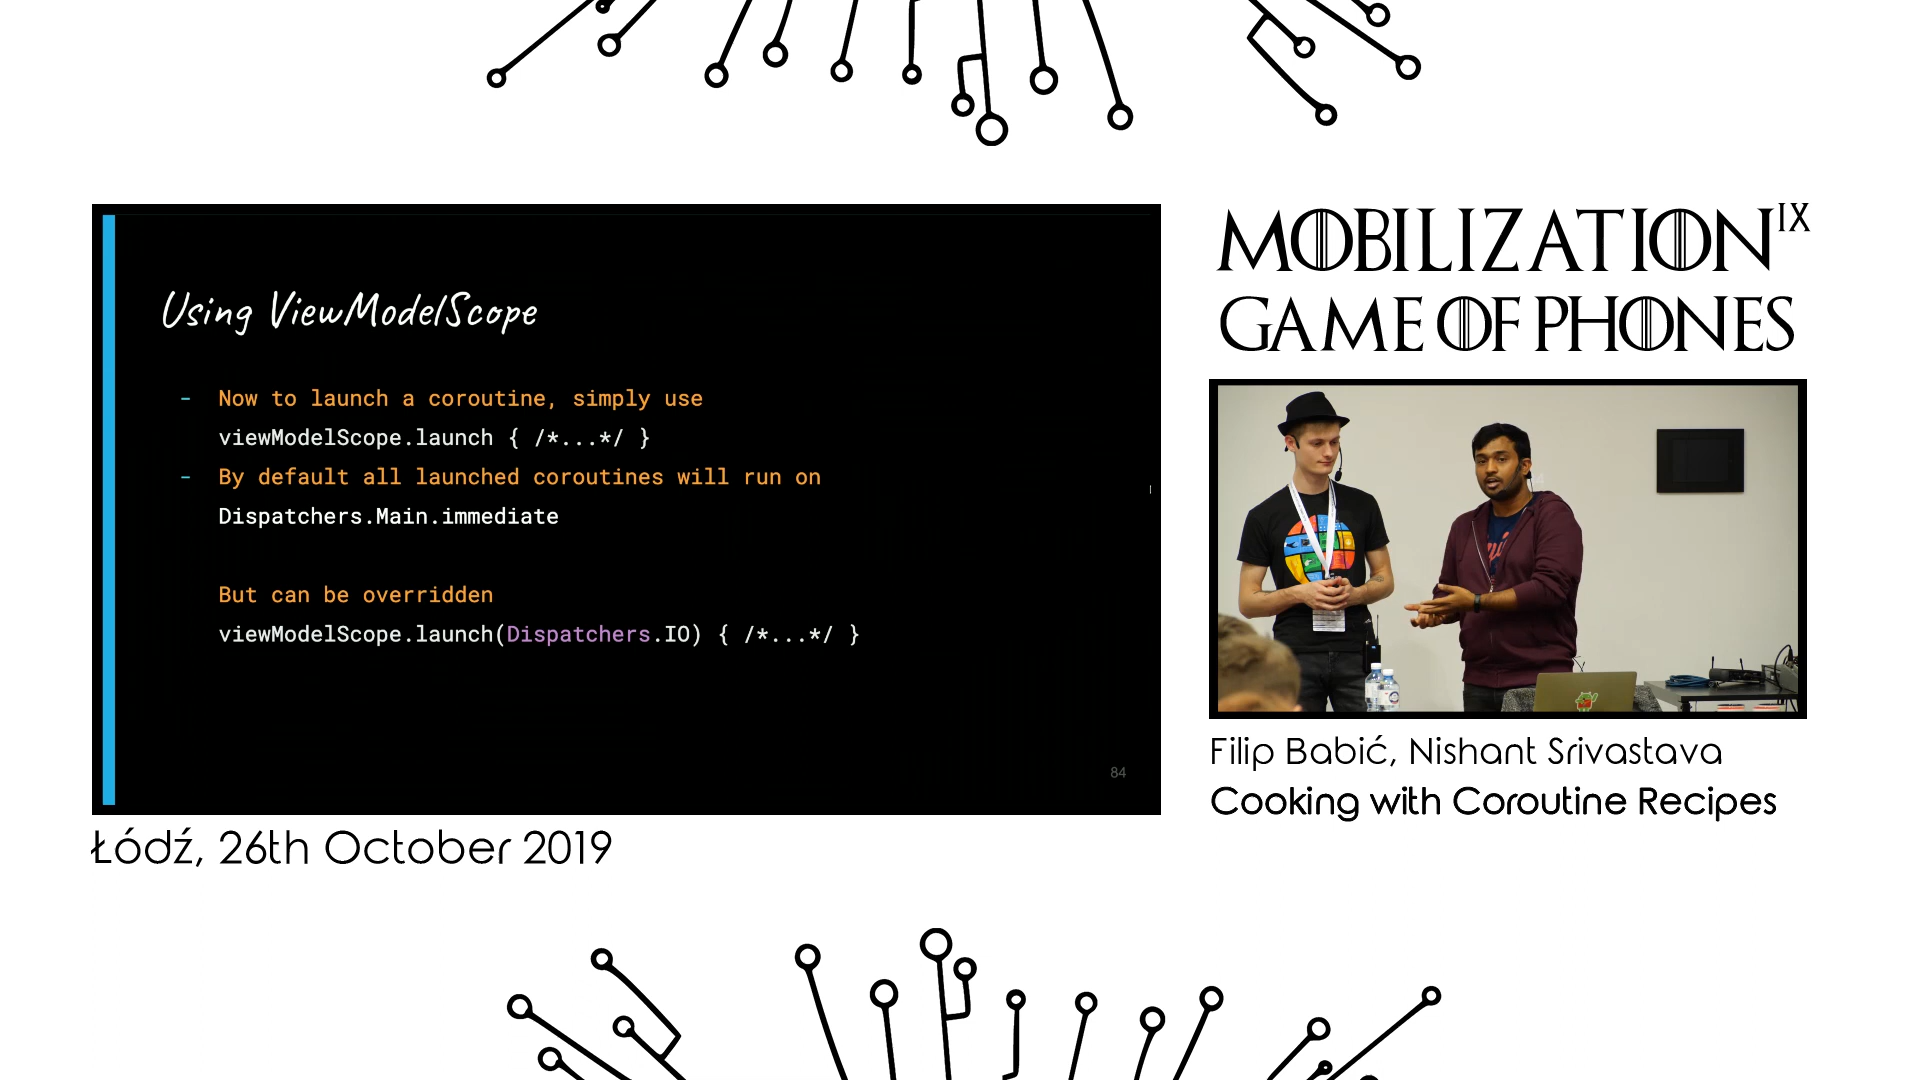 Using ViewModelScope
- Now to launch a coroutine, simply use
viewModelScope.launch { /*...*/ }
- By default all launched coroutines will run on
Dispatchers.Main.immediate
But can be overridden
viewModelScope.launch(Dispatchers.IO) { /*...*/ }
84
Łódź, 26th October 2019
MOBILIZATION IX
GAME OF PHONES
Filip Babić, Nishant Srivastava
Cooking with Coroutine Recipes